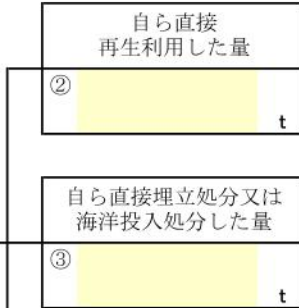 自ら直接
再生利用した量
②
t
自ら直接埋立処分又は
海洋投入処分した量
③
t